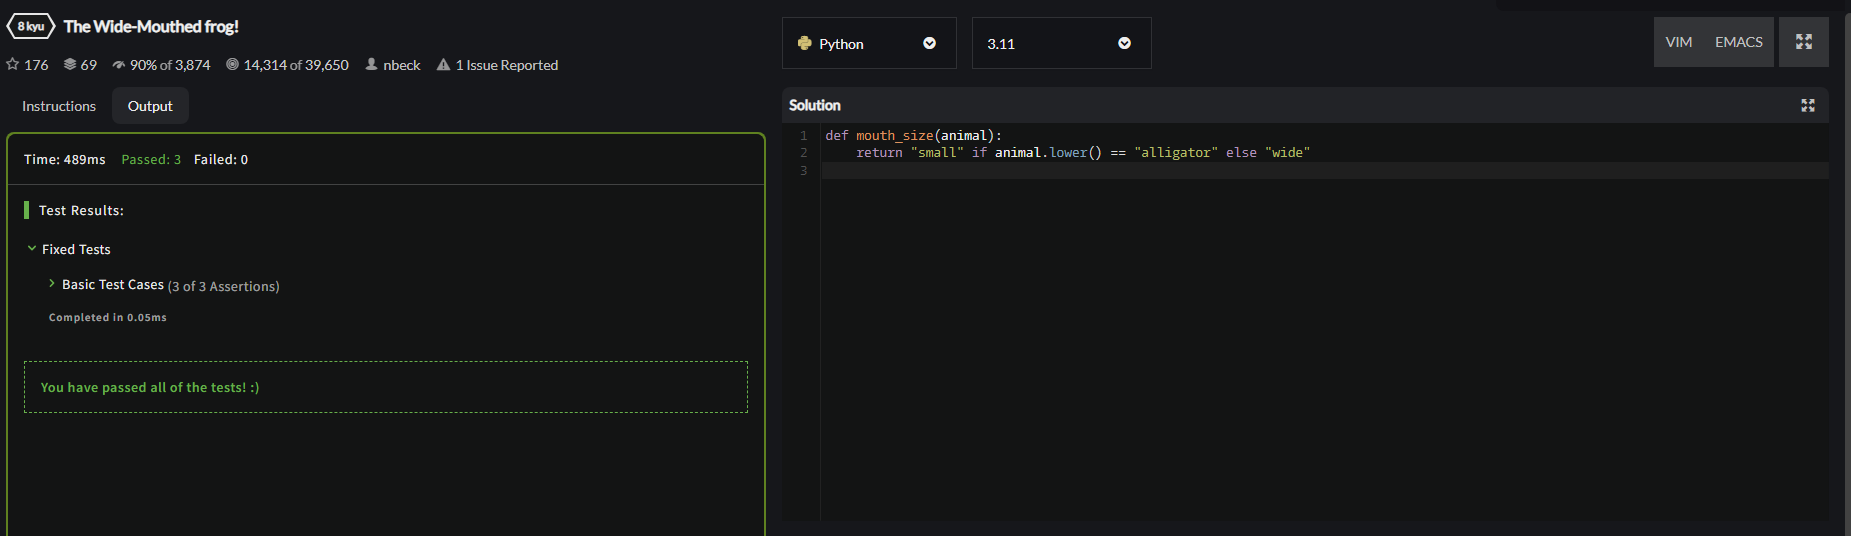 8 kyu The Wide-Mouthed frog!
176 69 90% of 3,874 14,314 of 39,650 nbeck 1 Issue Reported
Instructions Output
Time: 489ms Passed: 3 Failed: 0
Test Results:
Fixed Tests
Basic Test Cases (3 of 3 Assertions)
Completed in 0.05ms
You have passed all of the tests! :)
Python 3.11 VIM EMACS
Solution
1 def mouth_size(animal):
2     return "small" if animal.lower() == "alligator" else "wide"
3